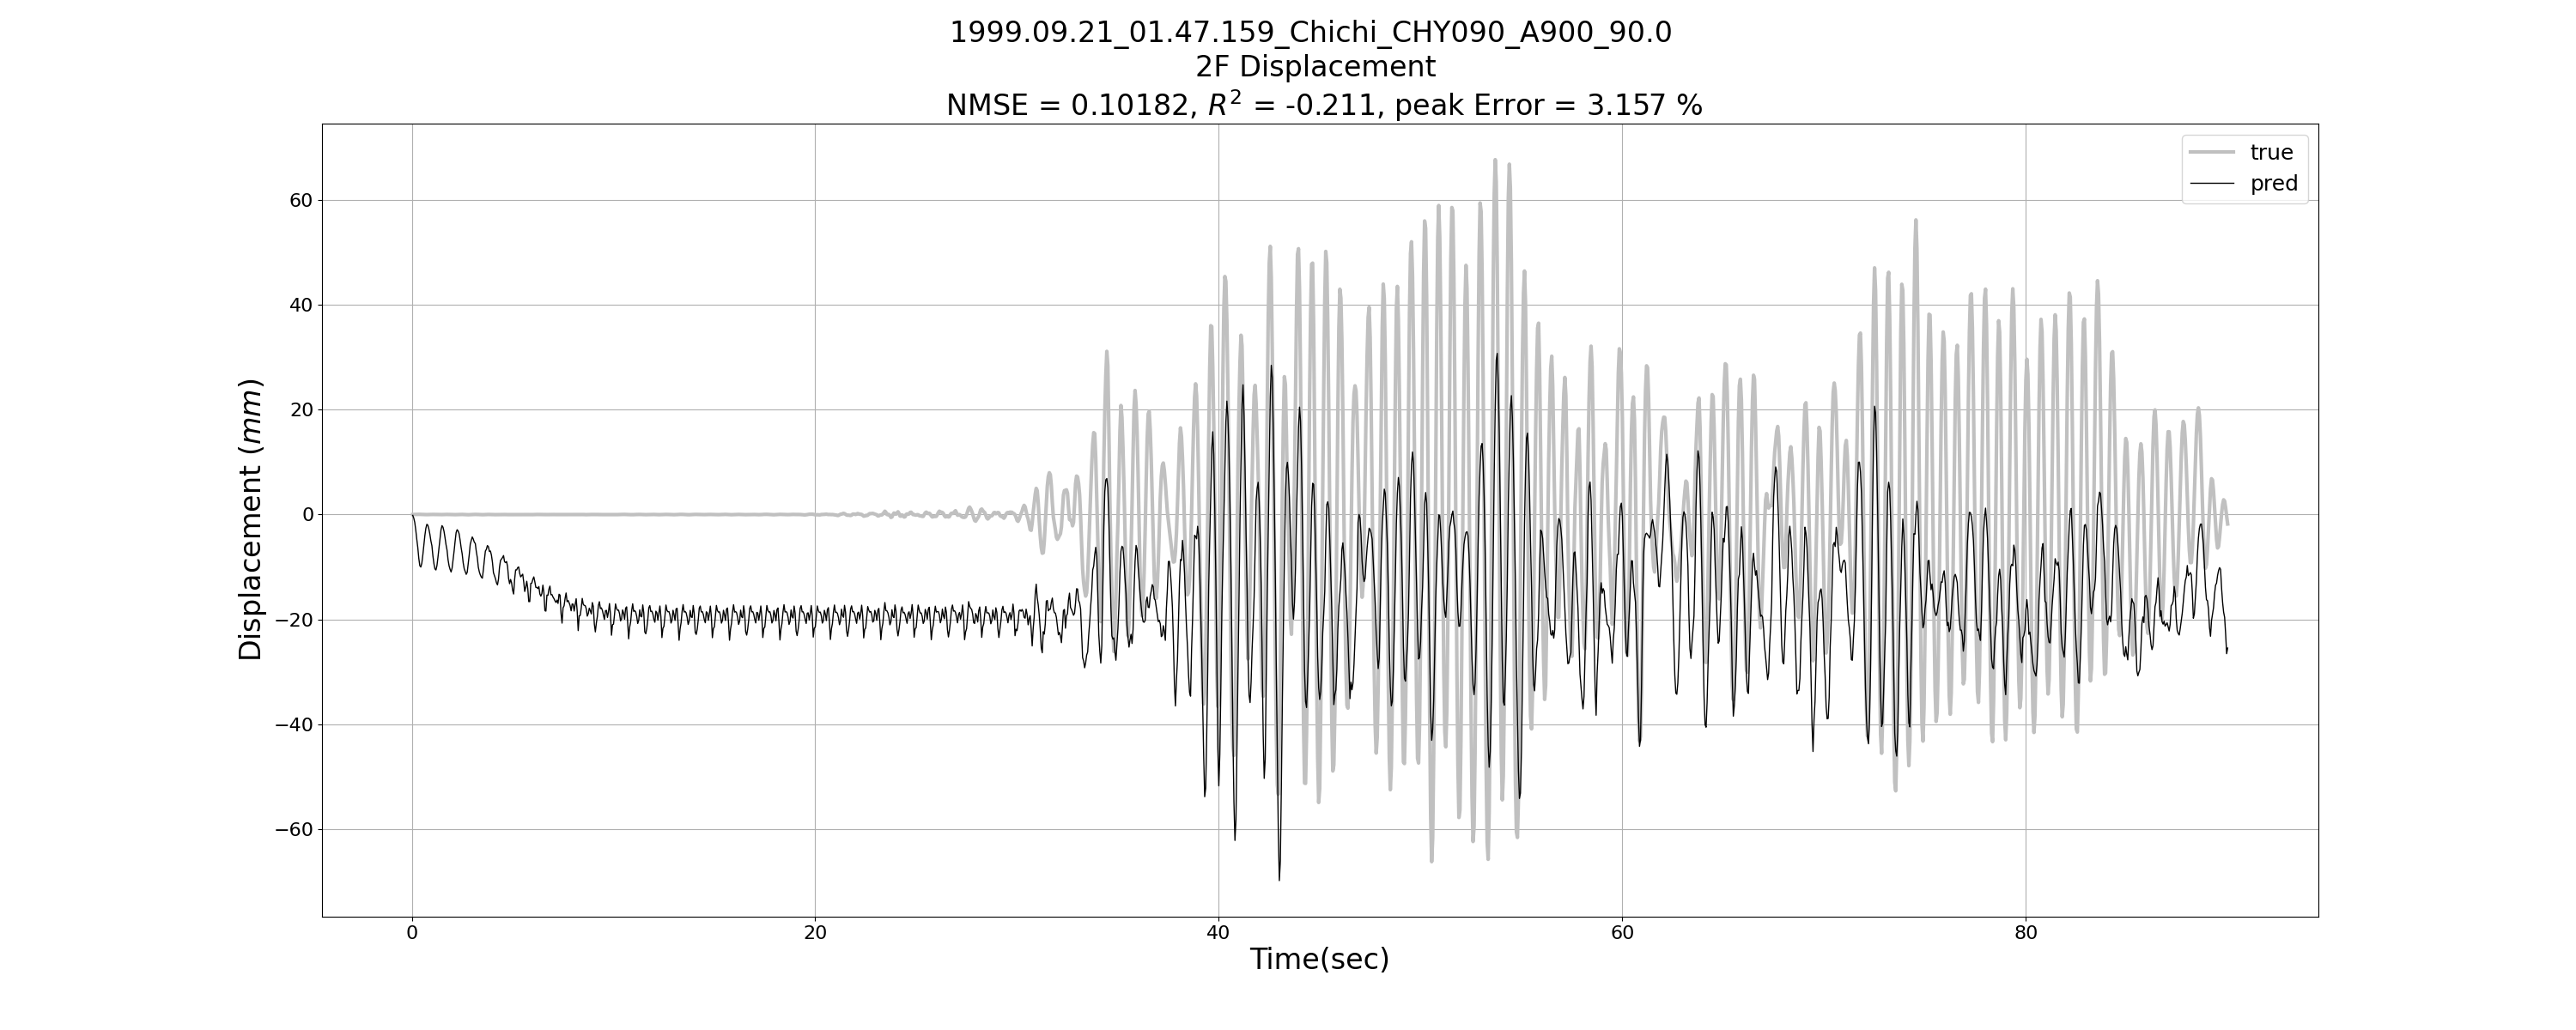 1999.09.21_01.47.159_Chichi_CHY090_A900_90.0
2F Displacement
NMSE = 0.10182, R² = -0.211, peak Error = 3.157 %
true
pred
Displacement (mm)
60
40
20
0
−20
−40
−60
0 20 40 60 80
Time(sec)